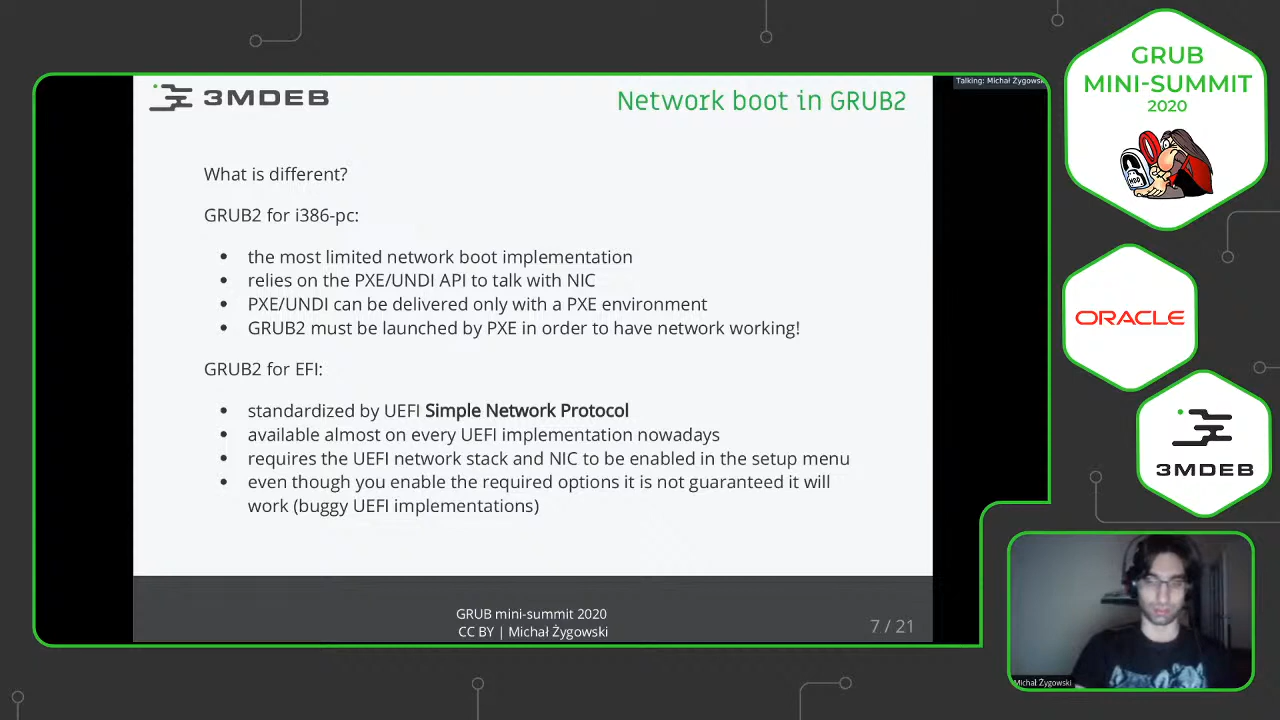 3MDEB
Network boot in GRUB2
Talking: Michał Żygowsk
What is different?
GRUB2 for i386-pc:
• the most limited network boot implementation
• relies on the PXE/UNDI API to talk with NIC
• PXE/UNDI can be delivered only with a PXE environment
• GRUB2 must be launched by PXE in order to have network working!
GRUB2 for EFI:
• standardized by UEFI Simple Network Protocol
• available almost on every UEFI implementation nowadays
• requires the UEFI network stack and NIC to be enabled in the setup menu
• even though you enable the required options it is not guaranteed it will
work (buggy UEFI implementations)
GRUB mini-summit 2020
CC BY | Michał Żygowski
7 / 21
GRUB
MINI-SUMMIT
2020
ORACLE
3MDEB
Michał Żygowski